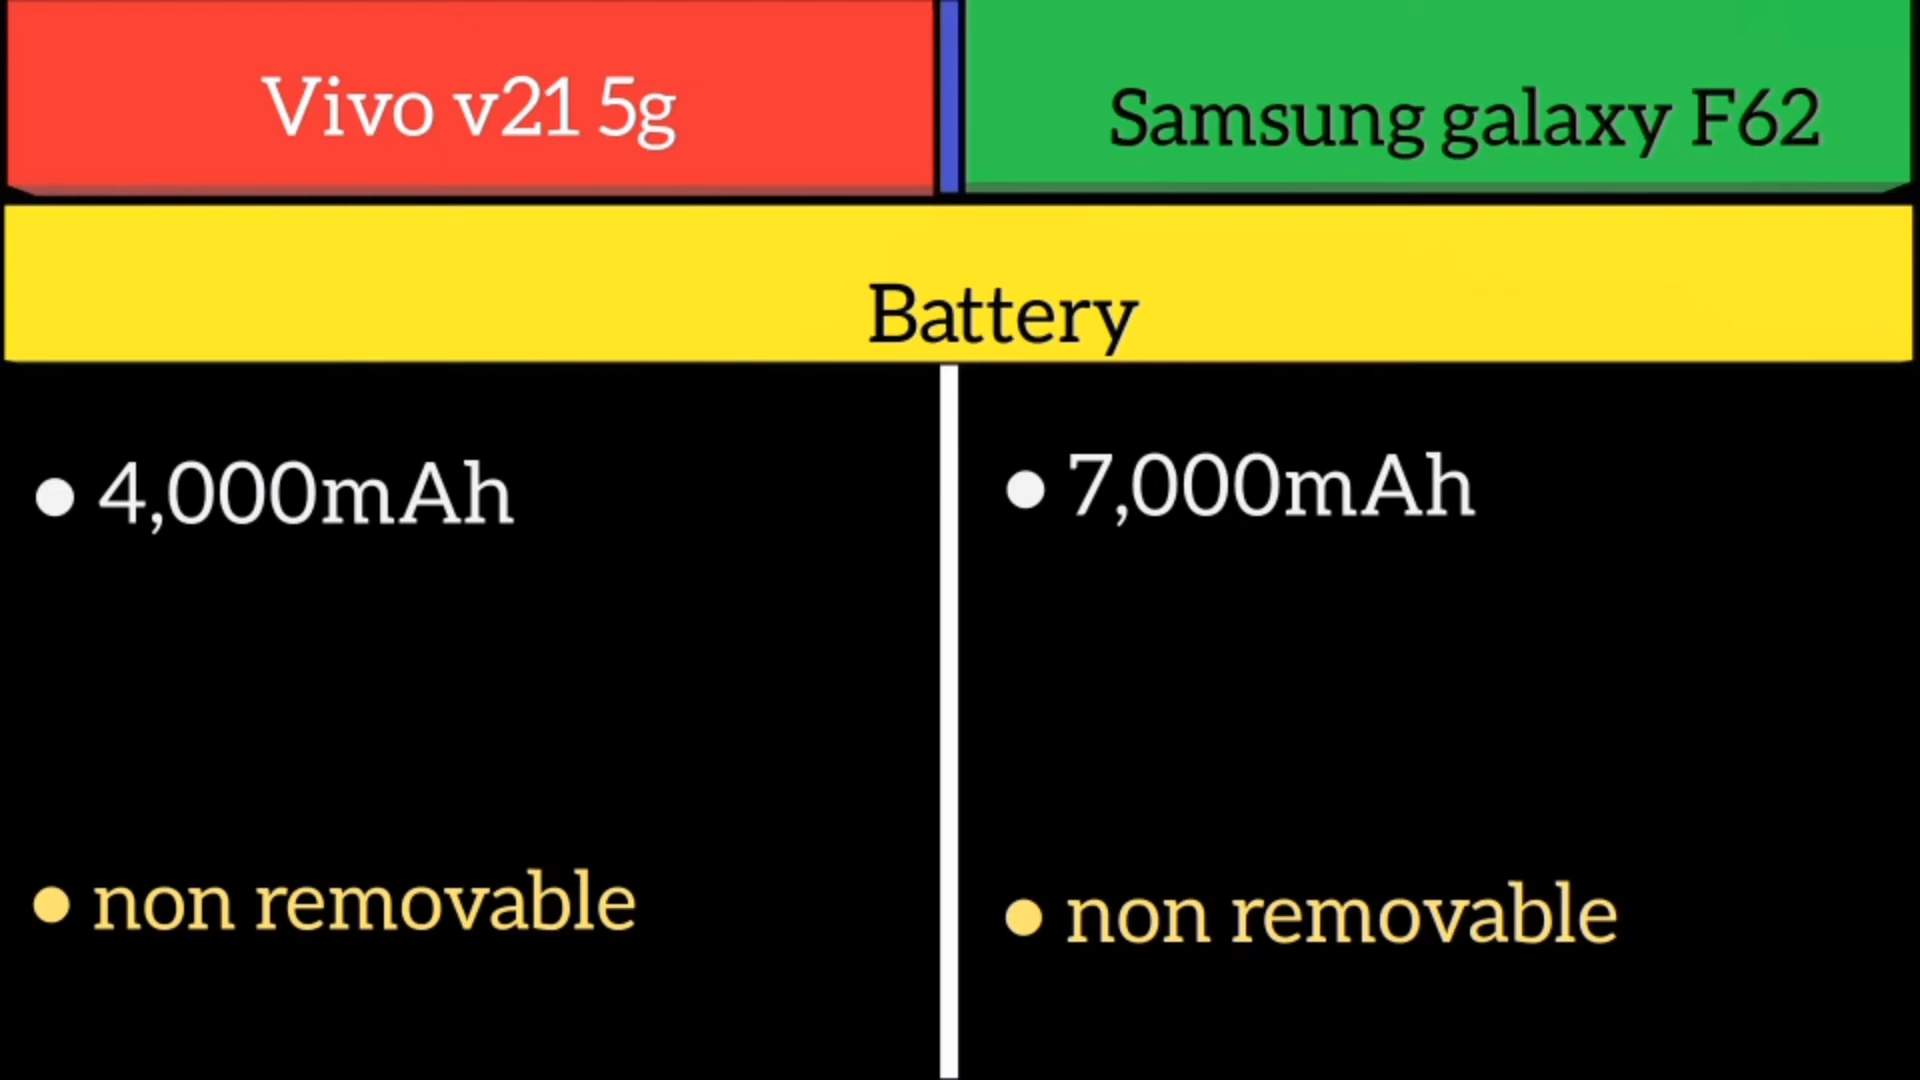 Vivo v21 5g
Samsung galaxy F62
Battery
● 4,000mAh
● 7,000mAh
● non removable
● non removable